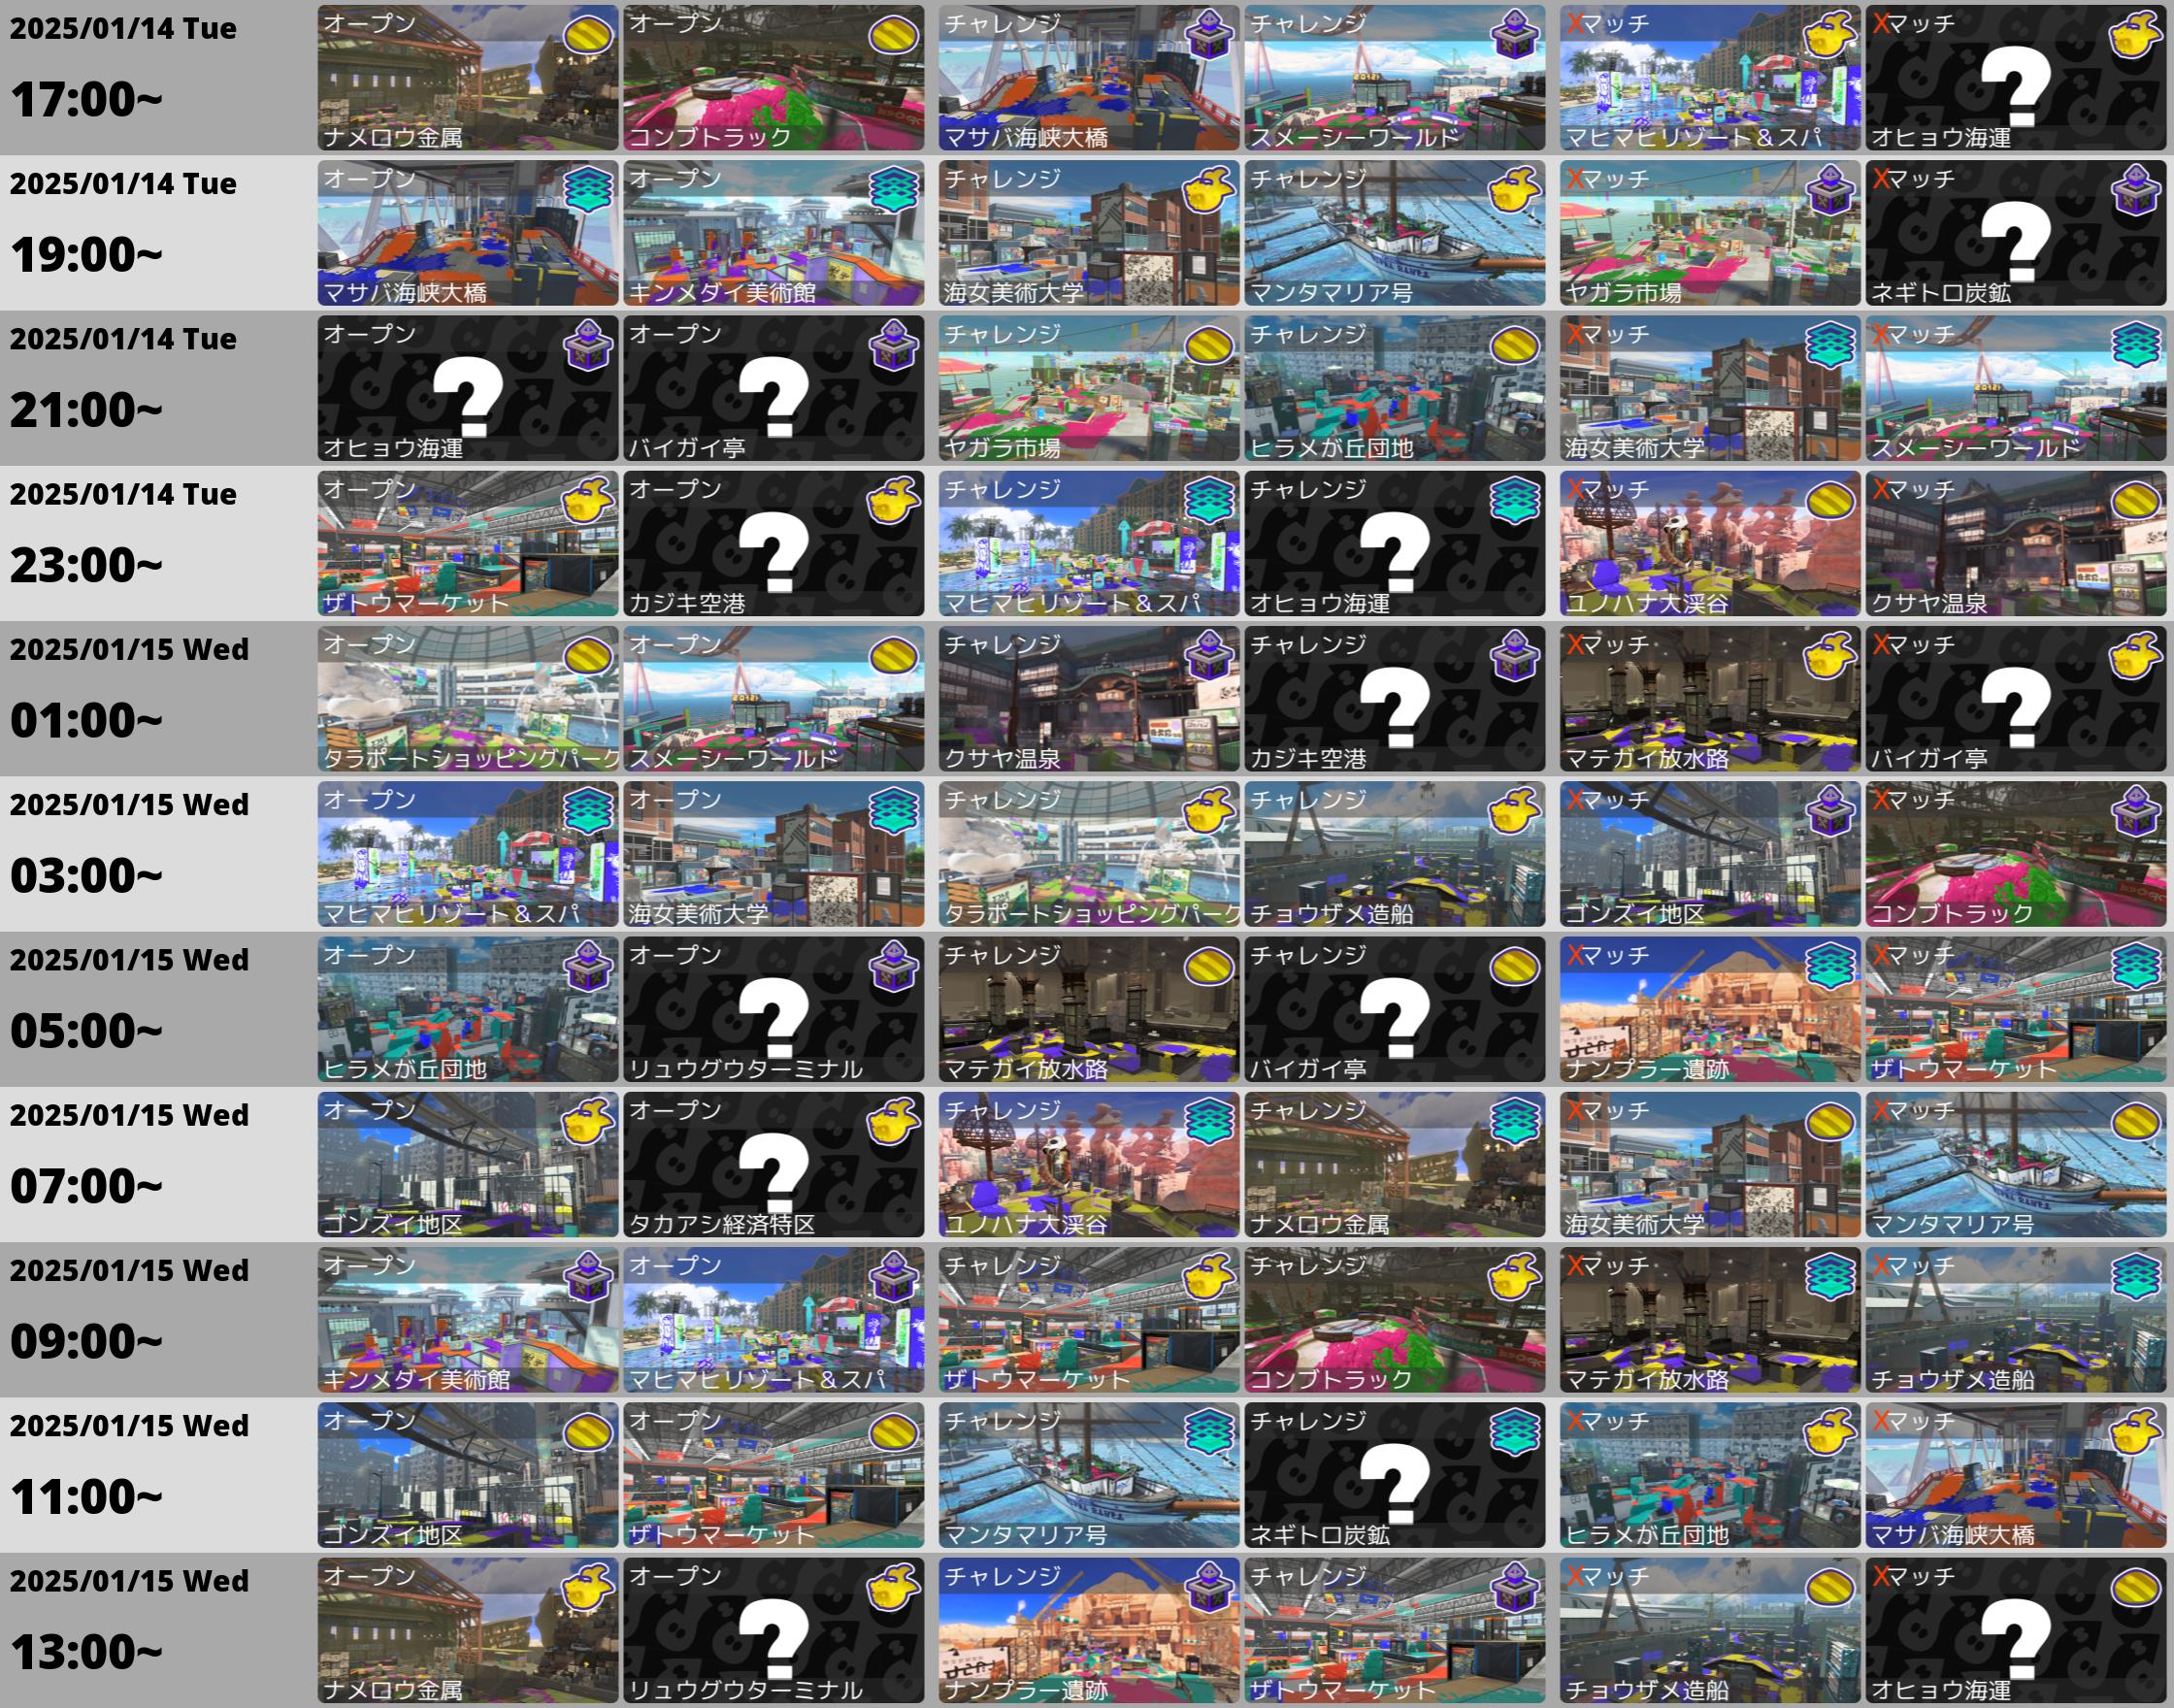 2025/01/14 Tue
17:00~
オープン
ナメロウ金属
オープン
コンブトラック
チャレンジ
マサバ海峡大橋
チャレンジ
スメーシーワールド
Xマッチ
マヒマヒリゾート＆スパ
Xマッチ
?
オヒョウ海運
2025/01/14 Tue
19:00~
オープン
マサバ海峡大橋
オープン
キンメダイ美術館
チャレンジ
海女美術大学
チャレンジ
マンタマリア号
Xマッチ
ヤガラ市場
Xマッチ
?
ネギトロ炭鉱
2025/01/14 Tue
21:00~
オープン
?
オヒョウ海運
オープン
?
バイガイ亭
チャレンジ
ヤガラ市場
チャレンジ
ヒラメが丘団地
Xマッチ
海女美術大学
Xマッチ
スメーシーワールド
2025/01/14 Tue
23:00~
オープン
ザトウマーケット
オープン
?
カジキ空港
チャレンジ
マヒマヒリゾート＆スパ
チャレンジ
?
オヒョウ海運
Xマッチ
ユノハナ大渓谷
Xマッチ
クサヤ温泉
2025/01/15 Wed
01:00~
オープン
タラポートショッピングパーク
オープン
スメーシーワールド
チャレンジ
クサヤ温泉
チャレンジ
?
カジキ空港
Xマッチ
マテガイ放水路
Xマッチ
?
バイガイ亭
2025/01/15 Wed
03:00~
オープン
マヒマヒリゾート＆スパ
オープン
海女美術大学
チャレンジ
タラポートショッピングパーク
チャレンジ
チョウザメ造船
Xマッチ
ゴンズイ地区
Xマッチ
コンブトラック
2025/01/15 Wed
05:00~
オープン
ヒラメが丘団地
オープン
?
リュウグウターミナル
チャレンジ
マテガイ放水路
チャレンジ
?
バイガイ亭
Xマッチ
ナンプラー遺跡
Xマッチ
ザトウマーケット
2025/01/15 Wed
07:00~
オープン
ゴンズイ地区
オープン
?
タカアシ経済特区
チャレンジ
ユノハナ大渓谷
チャレンジ
ナメロウ金属
Xマッチ
海女美術大学
Xマッチ
マンタマリア号
2025/01/15 Wed
09:00~
オープン
キンメダイ美術館
オープン
マヒマヒリゾート＆スパ
チャレンジ
ザトウマーケット
チャレンジ
コンブトラック
Xマッチ
マテガイ放水路
Xマッチ
チョウザメ造船
2025/01/15 Wed
11:00~
オープン
ゴンズイ地区
オープン
ザトウマーケット
チャレンジ
マンタマリア号
チャレンジ
?
ネギトロ炭鉱
Xマッチ
ヒラメが丘団地
Xマッチ
マサバ海峡大橋
2025/01/15 Wed
13:00~
オープン
ナメロウ金属
オープン
?
リュウグウターミナル
チャレンジ
ナンプラー遺跡
チャレンジ
ザトウマーケット
Xマッチ
チョウザメ造船
Xマッチ
?
オヒョウ海運